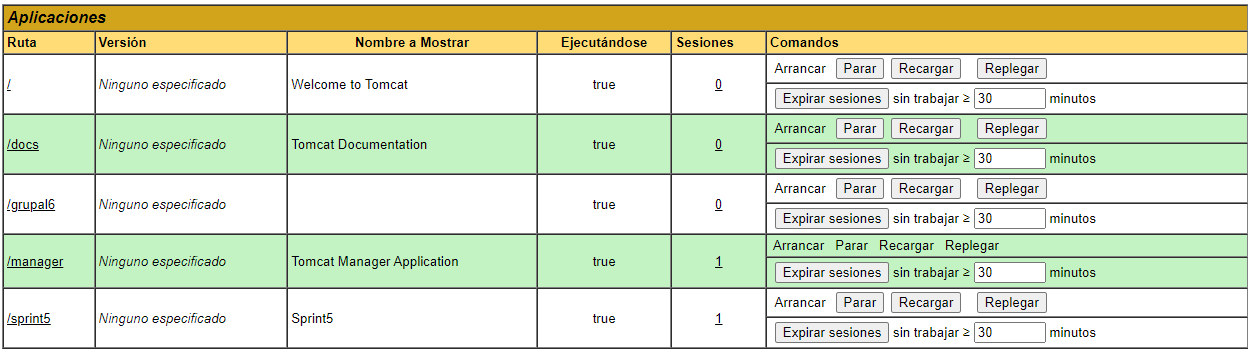 Aplicaciones
Ruta Versión Nombre a Mostrar Ejecutándose Sesiones Comandos
/ Ninguno especificado Welcome to Tomcat true 0 Arrancar Parar Recargar Replegar
Expirar sesiones sin trabajar ≥ 30 minutos
/docs Ninguno especificado Tomcat Documentation true 0 Arrancar Parar Recargar Replegar
Expirar sesiones sin trabajar ≥ 30 minutos
/grupal6 Ninguno especificado true 0 Arrancar Parar Recargar Replegar
Expirar sesiones sin trabajar ≥ 30 minutos
/manager Ninguno especificado Tomcat Manager Application true 1 Arrancar Parar Recargar Replegar
Expirar sesiones sin trabajar ≥ 30 minutos
/sprint5 Ninguno especificado Sprint5 true 1 Arrancar Parar Recargar Replegar
Expirar sesiones sin trabajar ≥ 30 minutos